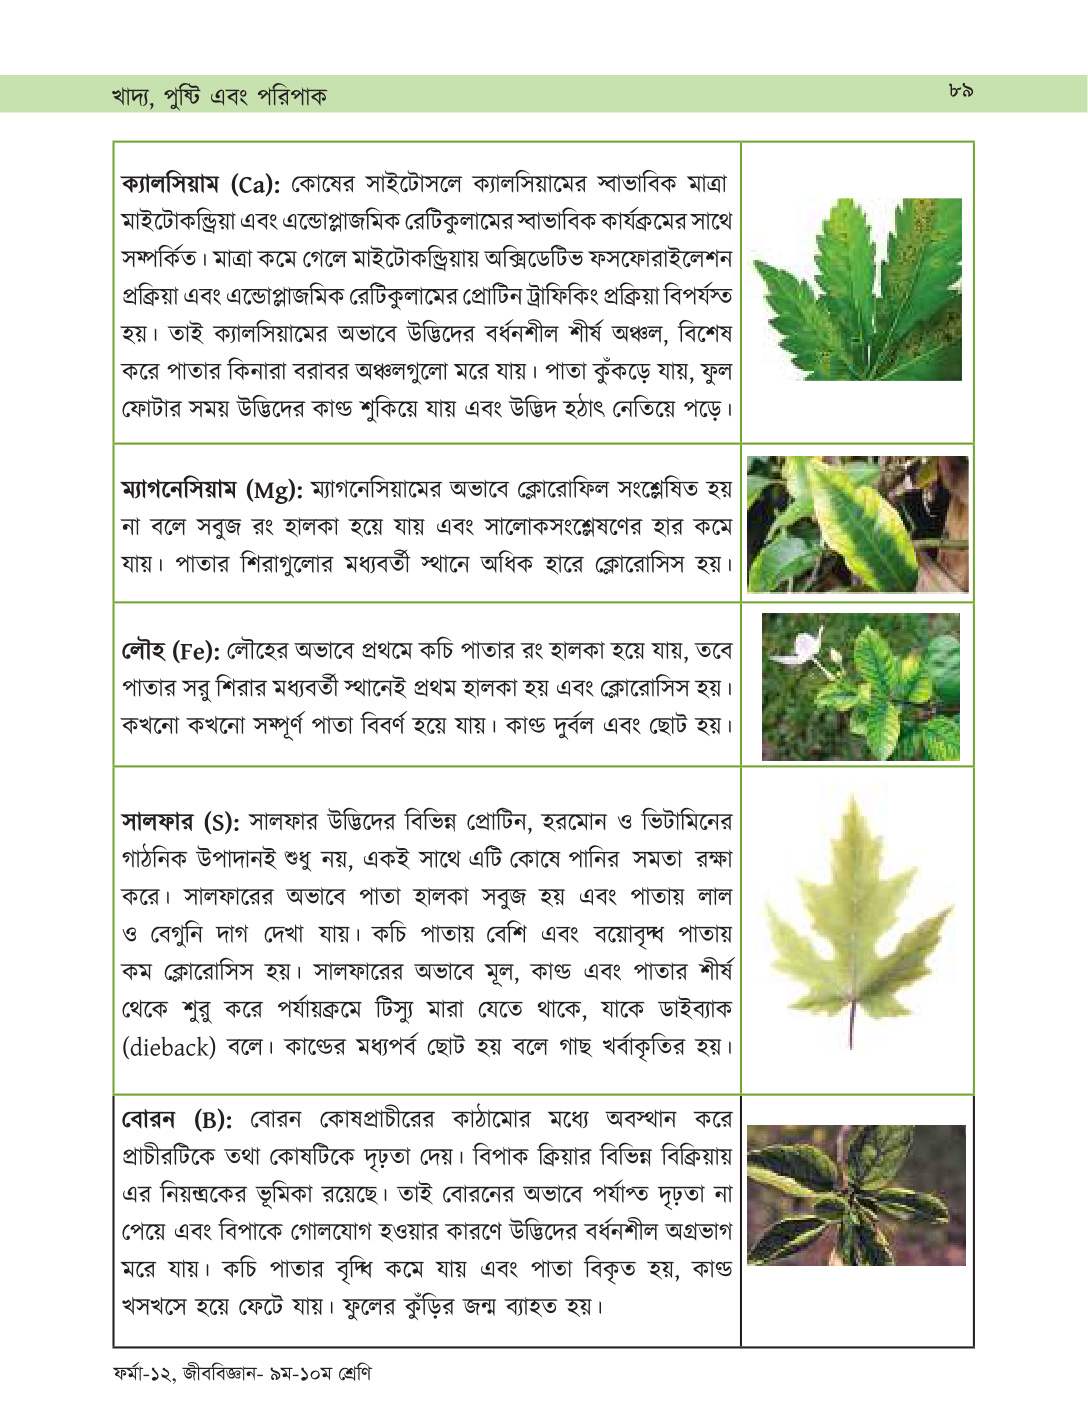 খাদ্য, পুষ্টি এবং পরিপাক
৮৯
ক্যালসিয়াম (Ca): কোষের সাইটোসলে ক্যালসিয়ামের স্বাভাবিক মাত্রা
মাইটোকন্ড্রিয়া এবং এন্ডোপ্লাজমিক রেটিকুলামের স্বাভাবিক কার্যক্রমের সাথে
সম্পর্কিত। মাত্রা কমে গেলে মাইটোকন্ড্রিয়ায় অক্সিডেটিভ ফসফোরাইলেশন
প্রক্রিয়া এবং এন্ডোপ্লাজমিক রেটিকুলামের প্রোটিন ট্রাফিকিং প্রক্রিয়া বিপর্যস্ত
হয়। তাই ক্যালসিয়ামের অভাবে উদ্ভিদের বর্ধনশীল শীর্ষ অঞ্চল, বিশেষ
করে পাতার কিনারা বরাবর অঞ্চলগুলো মরে যায়। পাতা কুঁকড়ে যায়, ফুল
ফোটার সময় উদ্ভিদের কাণ্ড শুকিয়ে যায় এবং উদ্ভিদ হঠাৎ নেতিয়ে পড়ে।
ম্যাগনেসিয়াম (Mg): ম্যাগনেসিয়ামের অভাবে ক্লোরোফিল সংশ্লেষিত হয়
না বলে সবুজ রং হালকা হয়ে যায় এবং সালোকসংশ্লেষণের হার কমে
যায়। পাতার শিরাগুলোর মধ্যবর্তী স্থানে অধিক হারে ক্লোরোসিস হয়।
লৌহ (Fe): লৌহের অভাবে প্রথমে কচি পাতার রং হালকা হয়ে যায়, তবে
পাতার সরু শিরার মধ্যবর্তী স্থানেই প্রথম হালকা হয় এবং ক্লোরোসিস হয়।
কখনো কখনো সম্পূর্ণ পাতা বিবর্ণ হয়ে যায়। কাণ্ড দুর্বল এবং ছোট হয়।
সালফার (S): সালফার উদ্ভিদের বিভিন্ন প্রোটিন, হরমোন ও ভিটামিনের
গাঠনিক উপাদানই শুধু নয়, একই সাথে এটি কোষে পানির সমতা রক্ষা
করে। সালফারের অভাবে পাতা হালকা সবুজ হয় এবং পাতায় লাল
ও বেগুনি দাগ দেখা যায়। কচি পাতায় বেশি এবং বয়োবৃদ্ধ পাতায়
কম ক্লোরোসিস হয়। সালফারের অভাবে মূল, কাণ্ড এবং পাতার শীর্ষ
থেকে শুরু করে পর্যায়ক্রমে টিস্যু মারা যেতে থাকে, যাকে ডাইব্যাক
(dieback) বলে। কাণ্ডের মধ্যপর্ব ছোট হয় বলে গাছ খর্বাকৃতির হয়।
বোরন (B): বোরন কোষপ্রাচীরের কাঠামোর মধ্যে অবস্থান করে
প্রাচীরটিকে তথা কোষটিকে দৃঢ়তা দেয়। বিপাক ক্রিয়ার বিভিন্ন বিক্রিয়ায়
এর নিয়ন্ত্রকের ভূমিকা রয়েছে। তাই বোরনের অভাবে পর্যাপ্ত দৃঢ়তা না
পেয়ে এবং বিপাকে গোলযোগ হওয়ার কারণে উদ্ভিদের বর্ধনশীল অগ্রভাগ
মরে যায়। কচি পাতার বৃদ্ধি কমে যায় এবং পাতা বিকৃত হয়, কাণ্ড
খসখসে হয়ে ফেটে যায়। ফুলের কুঁড়ির জন্ম ব্যাহত হয়।
ফর্মা-১২, জীববিজ্ঞান- ৯ম-১০ম শ্রেণি